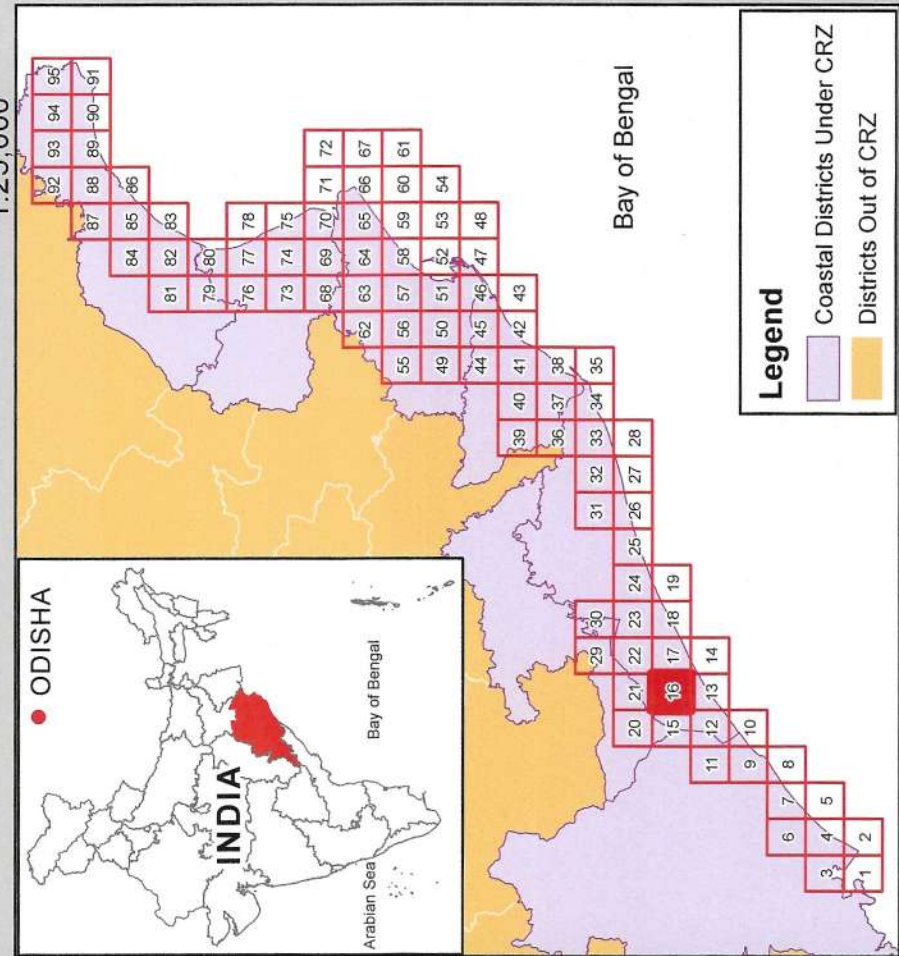 1:25,000
ODISHA
INDIA
Arabian Sea
Bay of Bengal
92 93 94 95
87 88 89 90 91
84 85 86
81 82 83
79 80
76 77 78
73 74 75
68 69 70 71 72
62 63 64 65 66 67
55 56 57 58 59 60 61
49 50 51 52 53 54
44 45 46 47 48
39 40 41 42 43
36 37 38
29 30 31 32 33 34 35
20 21 22 23 24 25 26 27 28
15 16 17 18 19
11 12 13 14
9 10
6 7 8
3 4 5
1 2
Bay of Bengal
Legend
Coastal Districts Under CRZ
Districts Out of CRZ